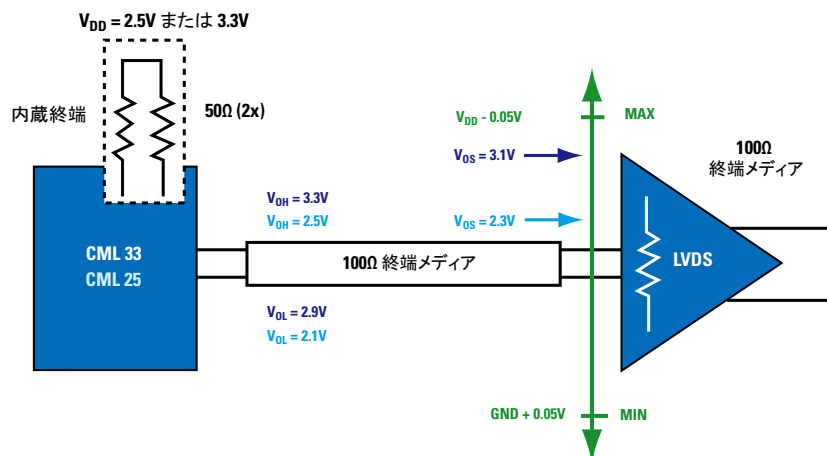 VDD = 2.5V または 3.3V
内蔵終端
50Ω (2x)
VDD - 0.05V
MAX
VOS = 3.1V
100Ω
終端メディア
VOH = 3.3V
VOH = 2.5V
VOS = 2.3V
CML 33
CML 25
100Ω 終端メディア
LVDS
VOL = 2.9V
VOL = 2.1V
GND + 0.05V
MIN